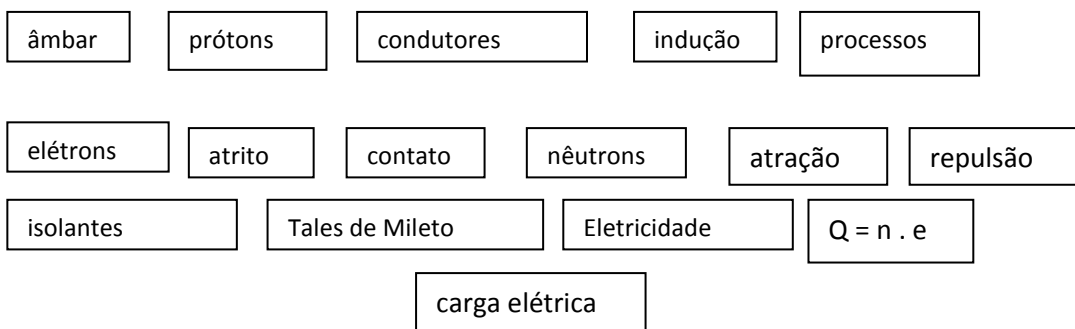 âmbar prótons condutores indução processos
elétrons atrito contato nêutrons atração repulsão
isolantes Tales de Mileto Eletricidade Q = n . e
carga elétrica